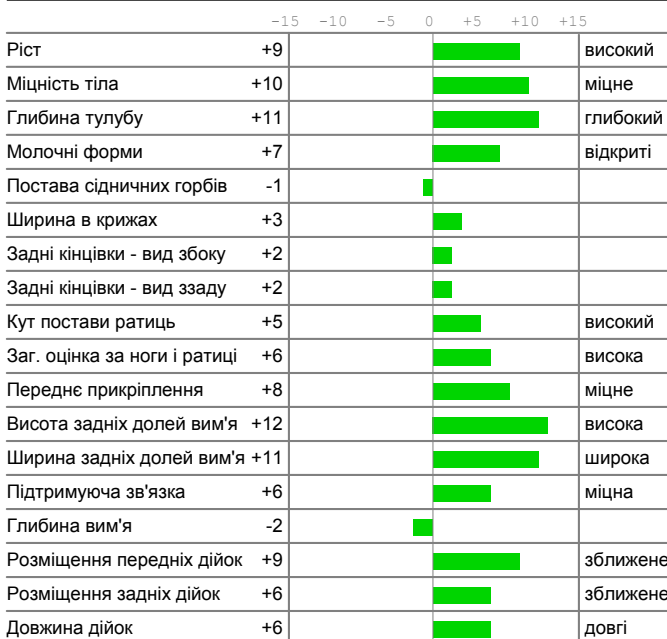 -15 -10 -5 0 +5 +10 +15
Ріст +9 високий
Міцність тіла +10 міцне
Глибина тулубу +11 глибокий
Молочні форми +7 відкриті
Постава сідничних горбів -1
Ширина в крижах +3
Задні кінцівки - вид збоку +2
Задні кінцівки - вид ззаду +2
Кут постави ратиць +5 високий
Заг. оцінка за ноги і ратиці +6 висока
Переднє прикріплення +8 міцне
Висота задніх долей вим'я +12 висока
Ширина задніх долей вим'я +11 широка
Підтримуюча зв'язка +6 міцна
Глибина вим'я -2
Розміщення передніх дійок +9 зближене
Розміщення задніх дійок +6 зближене
Довжина дійок +6 довгі